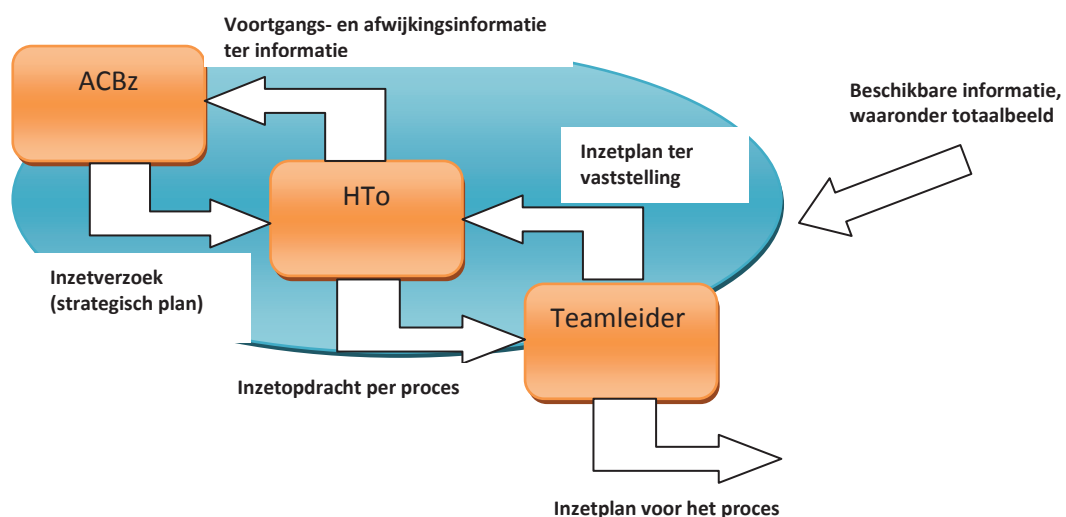 Voortgangs- en afwijkingsinformatie
ter informatie
ACBz
Beschikbare informatie,
waaronder totaalbeeld
Inzetplan ter
vaststelling
HTo
Inzetverzoek
(strategisch plan)
Teamleider
Inzetopdracht per proces
Inzetplan voor het proces